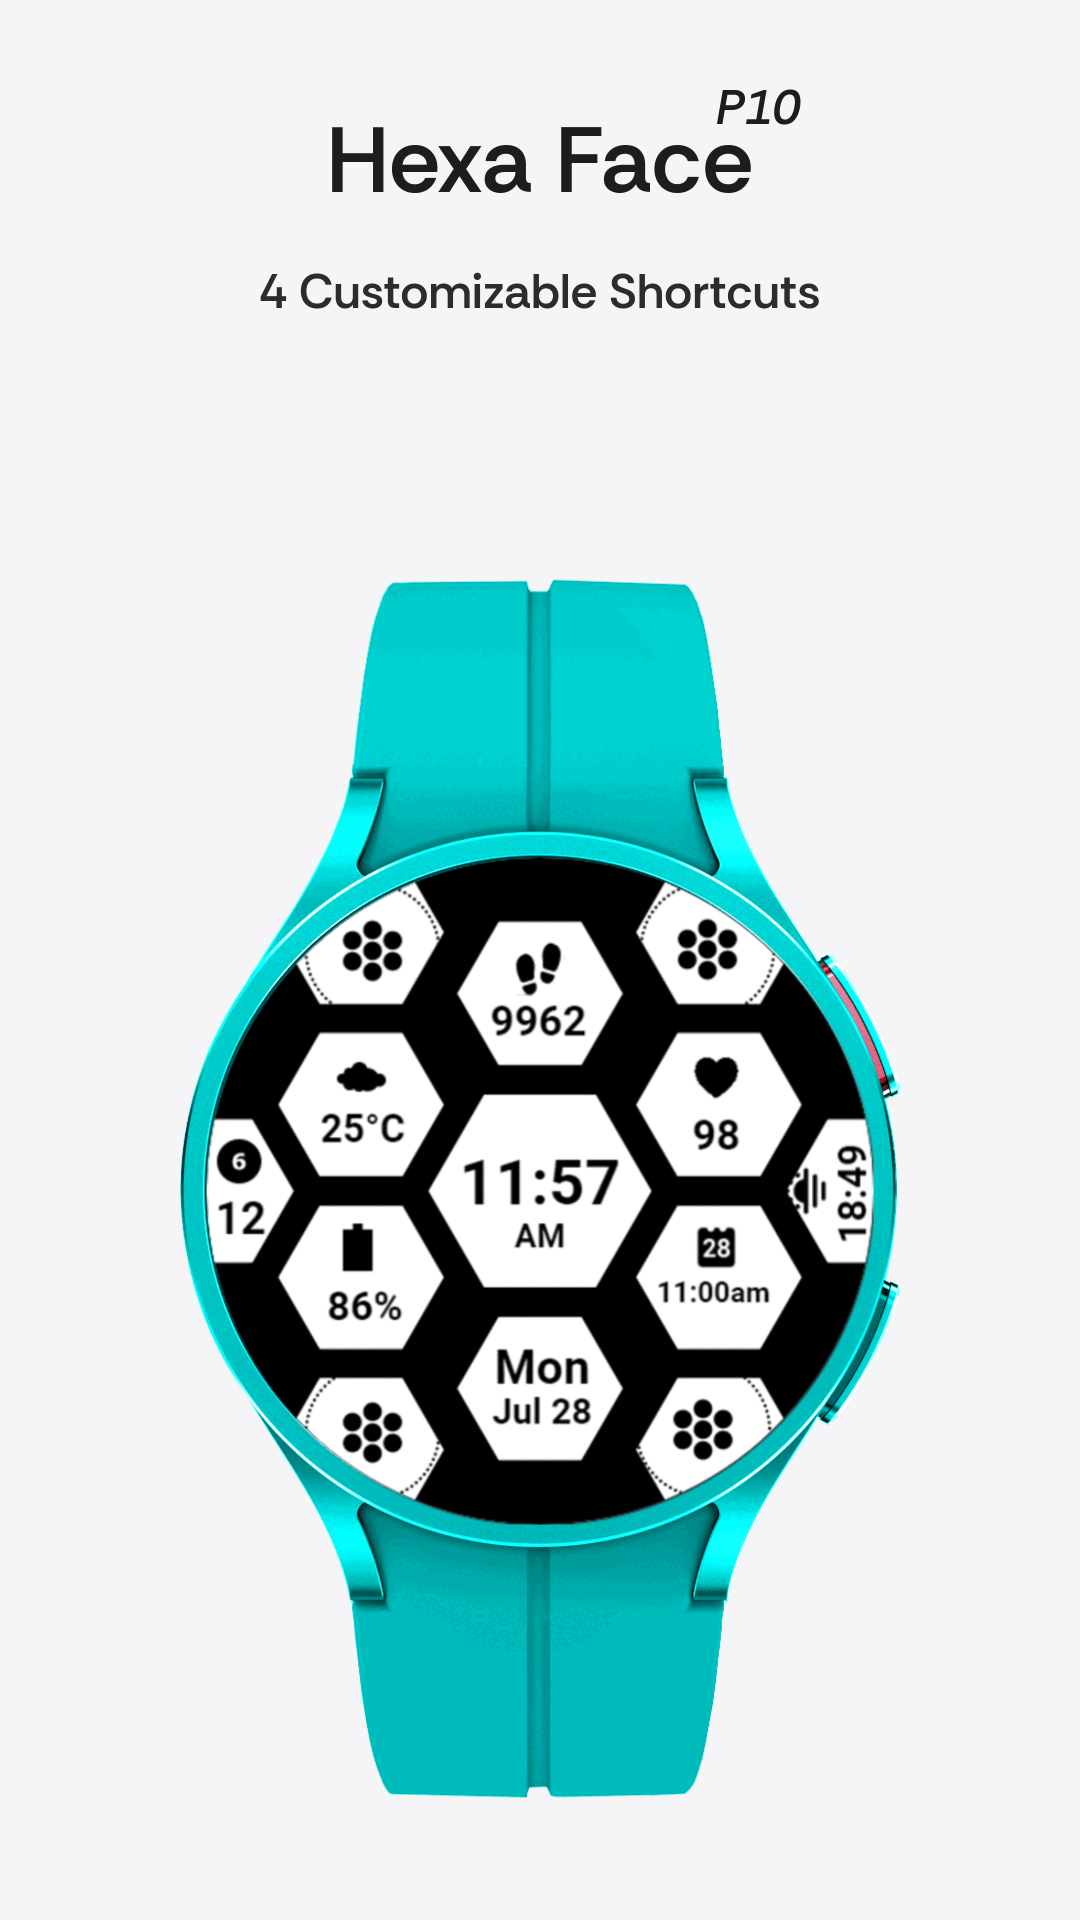 P10
Hexa Face
4 Customizable Shortcuts
9962
25°C
98
6
12
11:57
AM
18:49
86%
28
11:00am
Mon
Jul 28